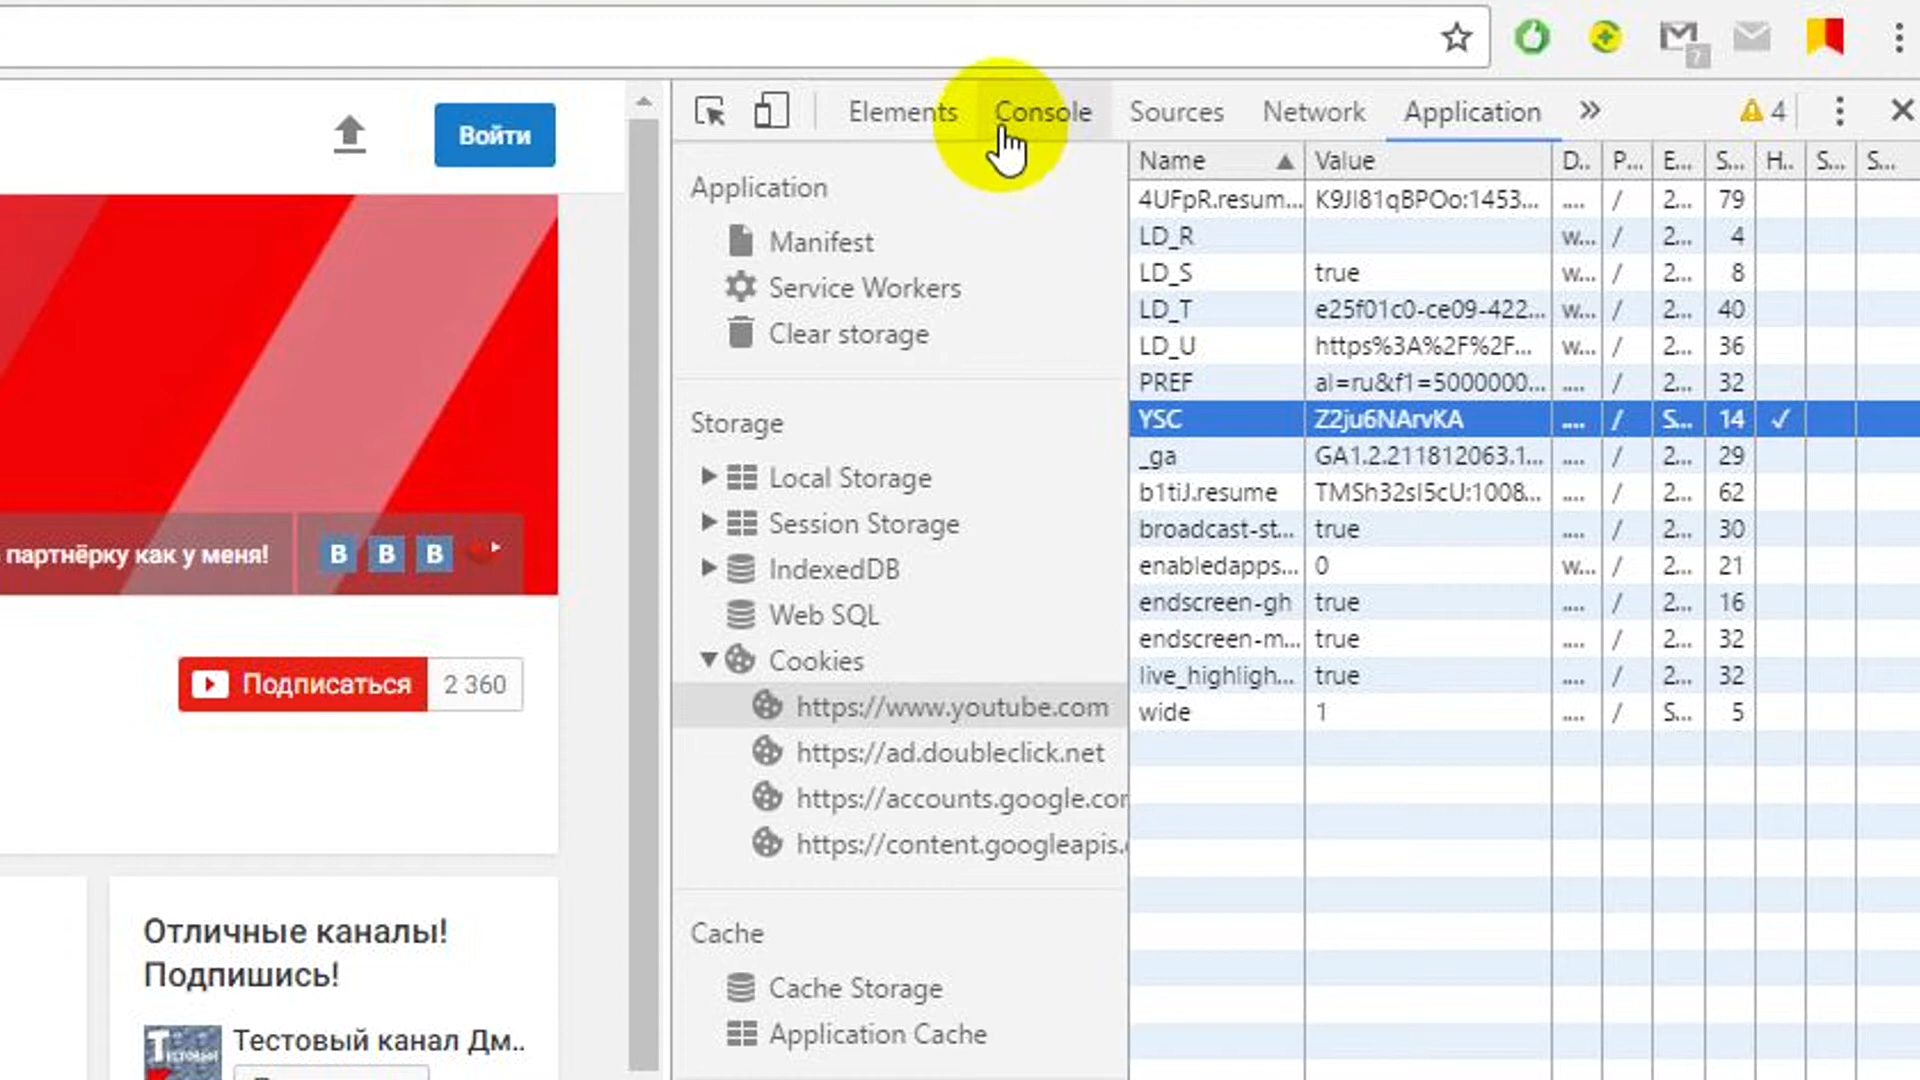 7
Войти
Elements
Console
Sources
Network
Application
4
партнёрку как у меня!
B
B
B
Подписаться
2 360
Отличные каналы!
Подпишись!
Тестовый канал Дм..
Application
Manifest
Service Workers
Clear storage
Storage
Local Storage
Session Storage
IndexedDB
Web SQL
Cookies
https://www.youtube.com
https://ad.doubleclick.net
https://accounts.google.com
https://content.googleapis.
Cache
Cache Storage
Application Cache
Name ▲ Value D.. P... E... S... H.. S... S...
4UFpR.resum... K9Jl81qBPOo:1453... .... / 2... 79
LD_R w... / 2... 4
LD_S true w... / 2... 8
LD_T e25f01c0-ce09-422... w... / 2... 40
LD_U https%3A%2F%2F... w... / 2... 36
PREF al=ru&f1=5000000... .... / 2... 32
YSC Z2ju6NArvKA .... / S... 14 ✓
_ga GA1.2.211812063.1... .... / 2... 29
b1tiJ.resume TMSh32sI5cU:1008... .... / 2... 62
broadcast-st... true .... / 2... 30
enabledapps... 0 w... / 2... 21
endscreen-gh true .... / 2... 16
endscreen-m... true .... / 2... 32
live_highligh... true .... / 2... 32
wide 1 .... / S... 5